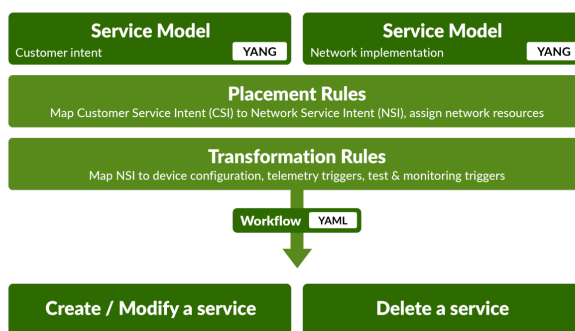 Service Model
Customer intent
YANG
Service Model
Network implementation
YANG
Placement Rules
Map Customer Service Intent (CSI) to Network Service Intent (NSI), assign network resources
Transformation Rules
Map NSI to device configuration, telemetry triggers, test & monitoring triggers
Workflow
YAML
Create / Modify a service
Delete a service